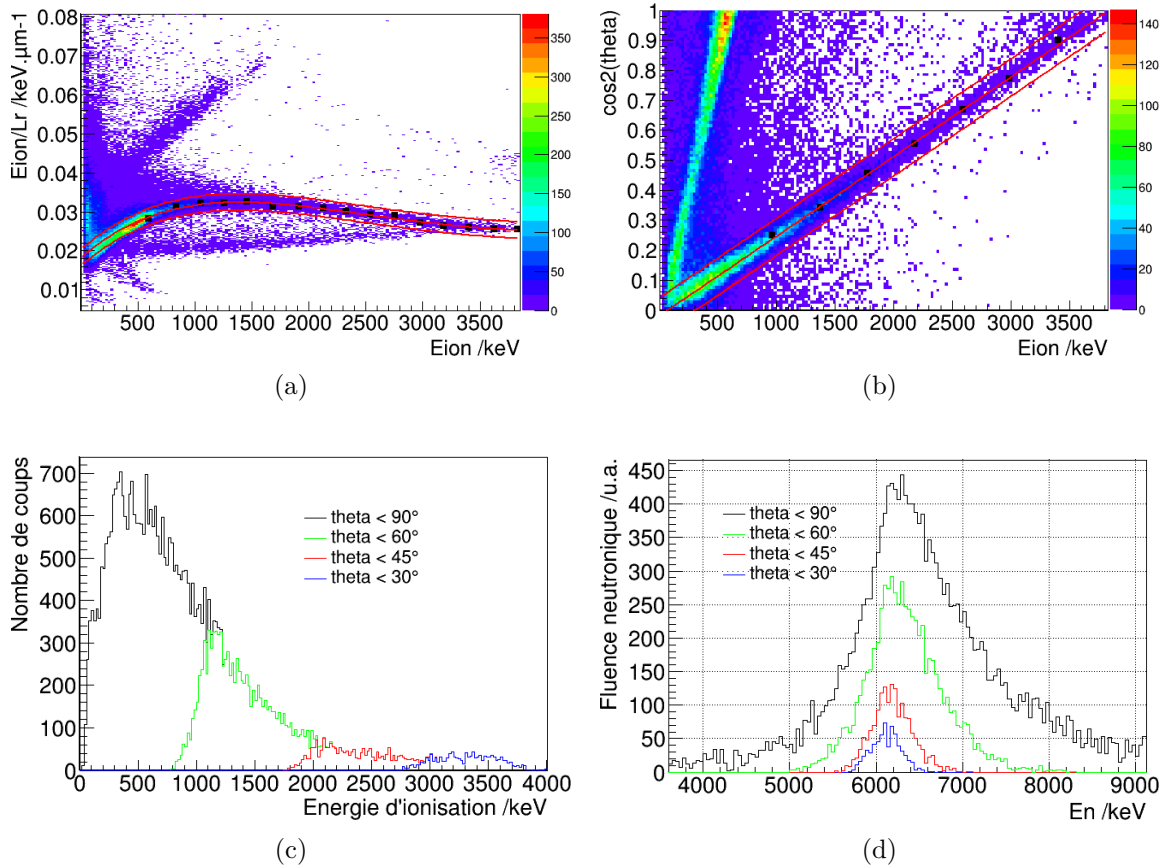 Eion/Lr /keV.µm-1
0.08
0.07
0.06
0.05
0.04
0.03
0.02
0.01
500 1000 1500 2000 2500 3000 3500
Eion /keV
350
300
250
200
150
100
50
0
(a)
cos2(theta)
1
0.9
0.8
0.7
0.6
0.5
0.4
0.3
0.2
0.1
0
500 1000 1500 2000 2500 3000 3500
Eion /keV
140
120
100
80
60
40
20
0
(b)
Nombre de coups
700
600
500
400
300
200
100
0
theta < 90°
theta < 60°
theta < 45°
theta < 30°
0 500 1000 1500 2000 2500 3000 3500 4000
Energie d'ionisation /keV
(c)
Fluence neutronique /u.a.
450
400
350
300
250
200
150
100
50
0
theta < 90°
theta < 60°
theta < 45°
theta < 30°
4000 5000 6000 7000 8000 9000
En /keV
(d)